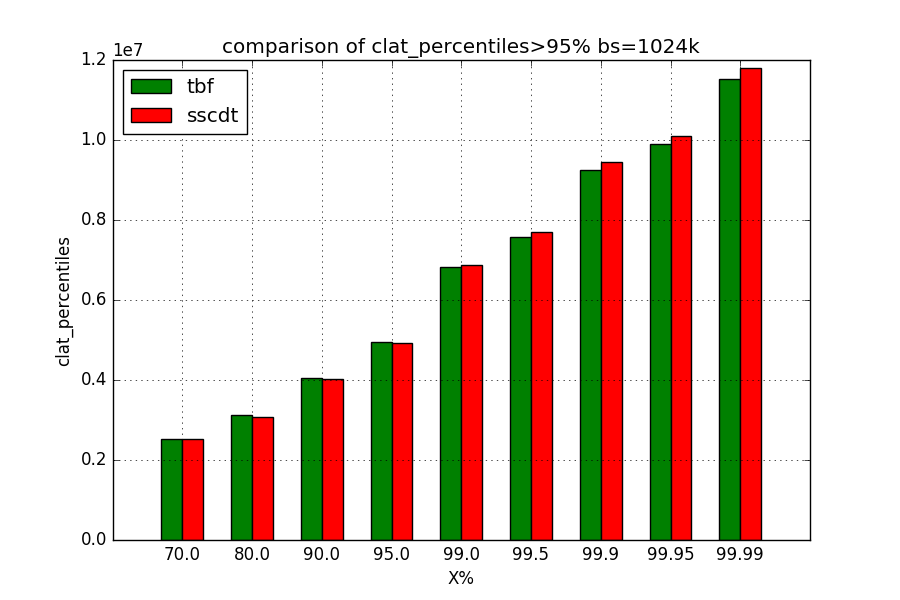 comparison of clat_percentiles>95% bs=1024k
1e7
1.2
1.0
0.8
0.6
0.4
0.2
0.0
clat_percentiles
tbf
sscdt
70.0 80.0 90.0 95.0 99.0 99.5 99.9 99.95 99.99
X%